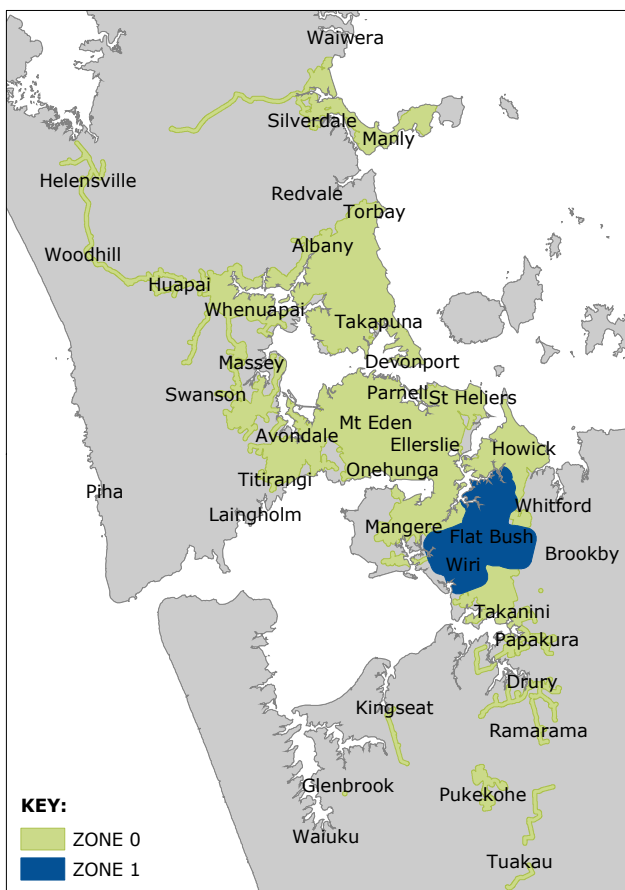 Waiwera
Silverdale
Manly
Helensville
Redvale
Torbay
Woodhill
Albany
Huapai
Whenuapai
Takapuna
Massey
Devonport
Swanson
Parnell
St Heliers
Mt Eden
Avondale
Ellerslie
Howick
Onehunga
Titirangi
Piha
Whitford
Laingholm
Mangere
Flat Bush
Brookby
Wiri
Takanini
Papakura
Drury
Kingseat
Ramarama
Glenbrook
Pukekohe
KEY:
ZONE 0
Waiuku
ZONE 1
Tuakau